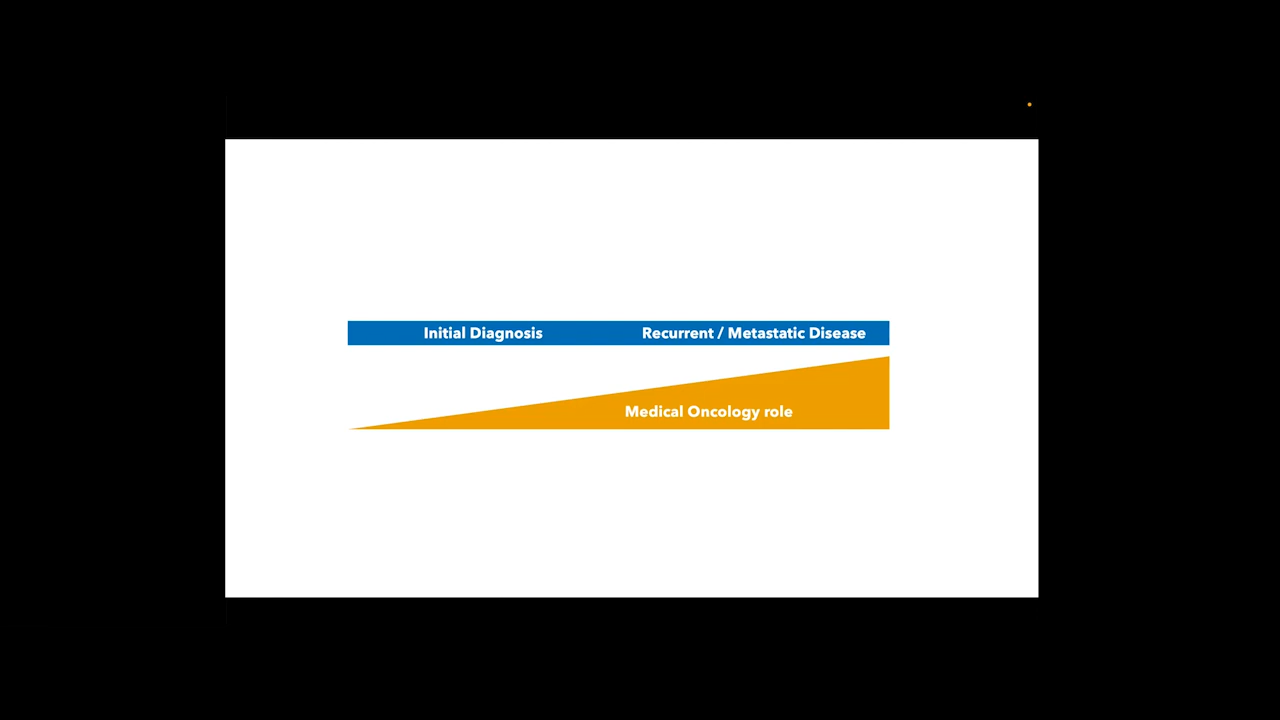 Initial Diagnosis
Recurrent / Metastatic Disease
Medical Oncology role